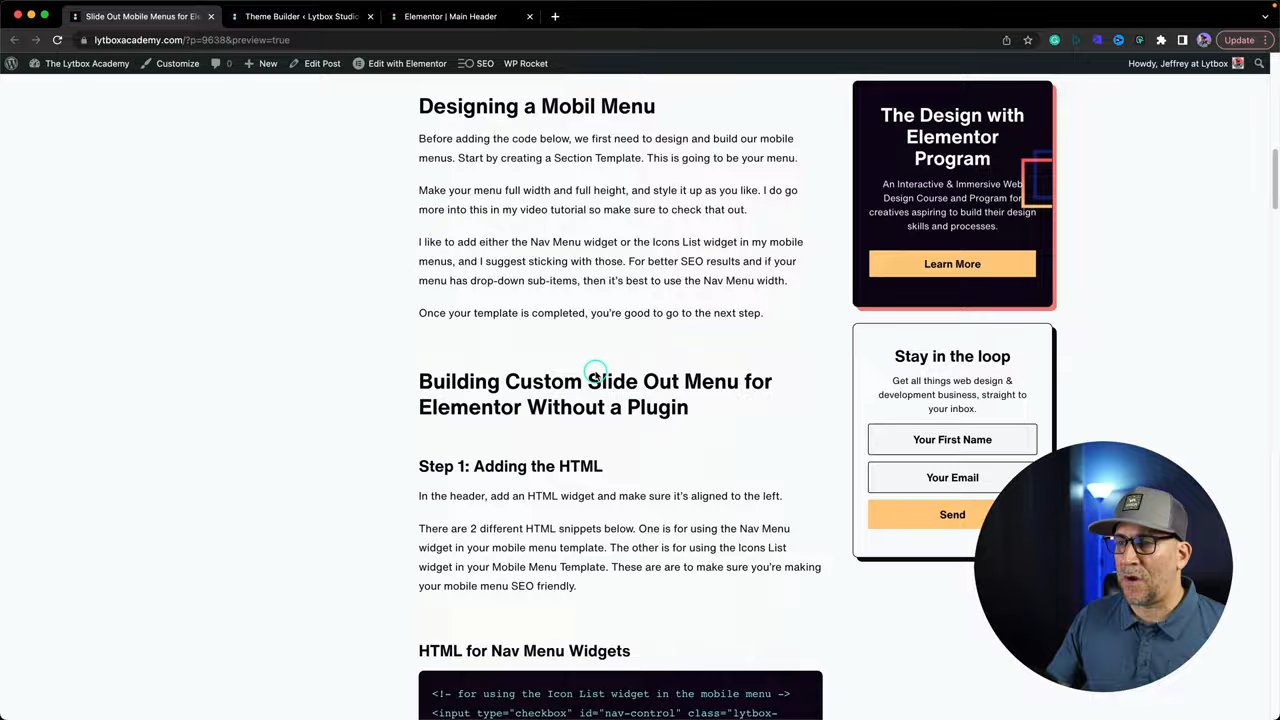 Slide Out Mobile Menus for Ele
Theme Builder ‹ Lytbox Studio
Elementor | Main Header
lytboxacademy.com/?p=9638&preview=true
Update
The Lytbox Academy
Customize
New
Edit Post
Edit with Elementor
SEO
WP Rocket
Howdy, Jeffrey at Lytbox
Designing a Mobil Menu
Before adding the code below, we first need to design and build our mobile
menus. Start by creating a Section Template. This is going to be your menu.
Make your menu full width and full height, and style it up as you like. I do go
more into this in my video tutorial so make sure to check that out.
I like to add either the Nav Menu widget or the Icons List widget in my mobile
menus, and I suggest sticking with those. For better SEO results and if your
menu has drop-down sub-items, then it's best to use the Nav Menu width.
Once your template is completed, you're good to go to the next step.
Building Custom Slide Out Menu for
Elementor Without a Plugin
Step 1: Adding the HTML
In the header, add an HTML widget and make sure it's aligned to the left.
There are 2 different HTML snippets below. One is for using the Nav Menu
widget in your mobile menu template. The other is for using the Icons List
widget in your Mobile Menu Template. These are are to make sure you're making
your mobile menu SEO friendly.
HTML for Nav Menu Widgets
<!- for using the Icon List widget in the mobile menu ->
<input type="checkbox" id="nav-control" class="lytbox-
The Design with
Elementor
Program
An Interactive & Immersive Web
Design Course and Program for
creatives aspiring to build their design
skills and processes.
Learn More
Stay in the loop
Get all things web design &
development business, straight to
your inbox.
Your First Name
Your Email
Send